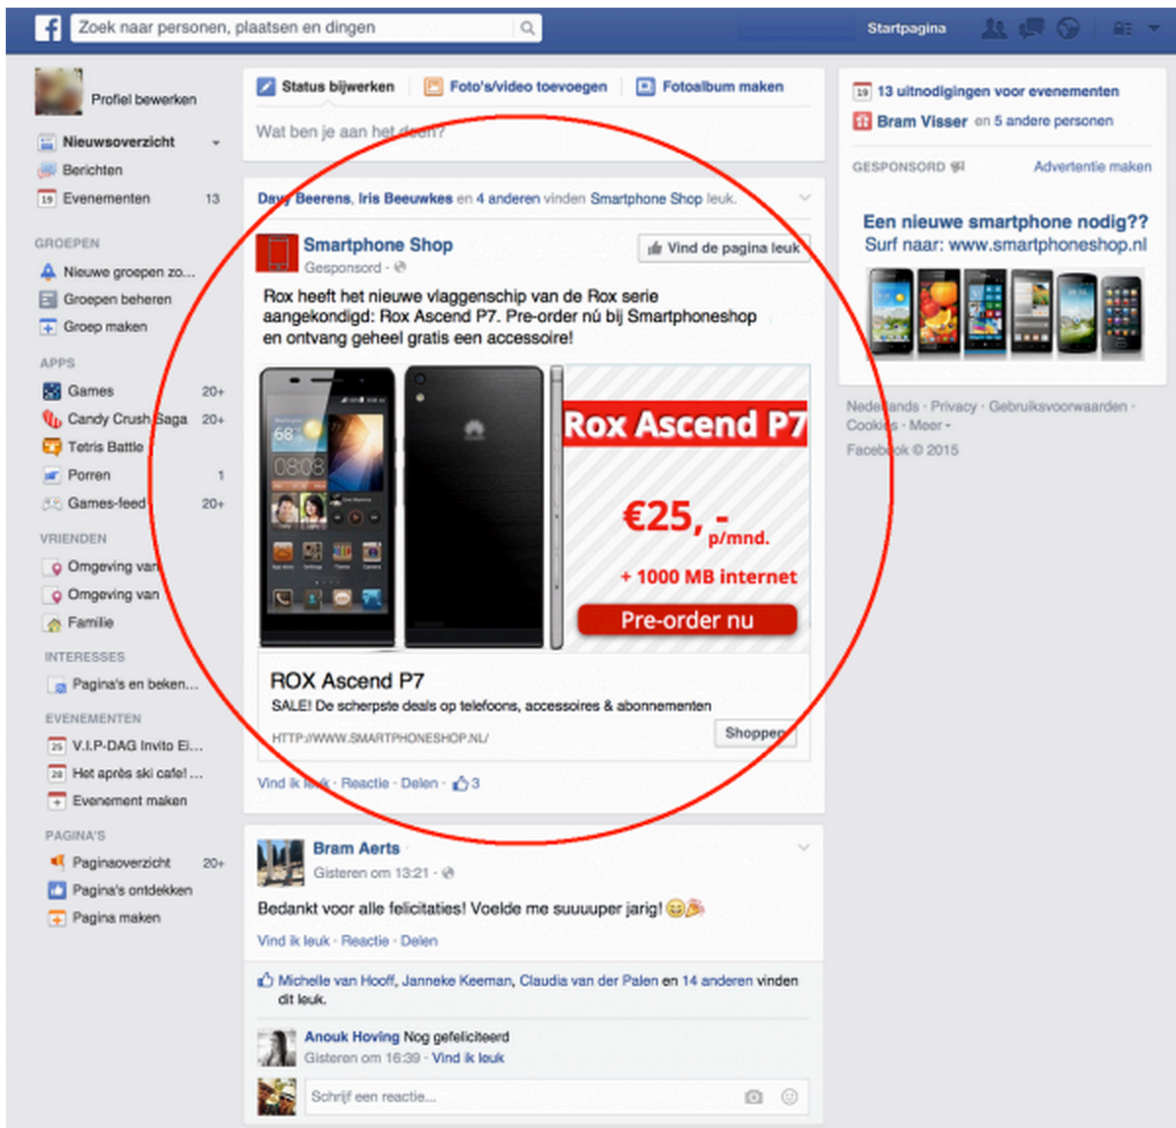 Zoek naar personen, plaatsen en dingen
Startpagina
Profiel bewerken
Nieuwsoverzicht
Berichten
19 Evenementen 13
GROEPEN
Nieuwe groepen zo...
Groepen beheren
Groep maken
APPS
Games 20+
Candy Crush Saga 20+
Tetris Battle
Porren 1
Games-feed 20+
VRIENDEN
Omgeving van
Omgeving van
Familie
INTERESSES
Pagina's en beken...
EVENEMENTEN
25 V.I.P-DAG Invito Ei...
28 Het après ski cafe! ...
Evenement maken
PAGINA'S
Paginaoverzicht 20+
Pagina's ontdekken
Pagina maken
Status bijwerken Foto's/video toevoegen Fotoalbum maken
Wat ben je aan het doen?
Davy Beerens, Iris Beeuwkes en 4 anderen vinden Smartphone Shop leuk.
Smartphone Shop
Gesponsord ·
Vind de pagina leuk
Rox heeft het nieuwe vlaggenschip van de Rox serie
aangekondigd: Rox Ascend P7. Pre-order nú bij Smartphoneshop
en ontvang geheel gratis een accessoire!
68°
08:08
Rox Ascend P7
€25, -
p/mnd.
+ 1000 MB internet
Pre-order nu
ROX Ascend P7
SALE! De scherpste deals op telefoons, accessoires & abonnementen
HTTP://WWW.SMARTPHONESHOP.NL/
Shoppen
Vind ik leuk · Reactie · Delen · 3
Bram Aerts
Gisteren om 13:21 ·
Bedankt voor alle felicitaties! Voelde me suuuuper jarig! 😄🎉
Vind ik leuk · Reactie · Delen
Michelle van Hooff, Janneke Keeman, Claudia van der Palen en 14 anderen vinden
dit leuk.
Anouk Hoving Nog gefeliciteerd
Gisteren om 16:39 · Vind ik leuk
Schrijf een reactie...
19 13 uitnodigingen voor evenementen
Bram Visser en 5 andere personen
GESPONSORD Advertentie maken
Een nieuwe smartphone nodig??
Surf naar: www.smartphoneshop.nl
Nederlands · Privacy · Gebruiksvoorwaarden ·
Cookies · Meer
Facebook © 2015